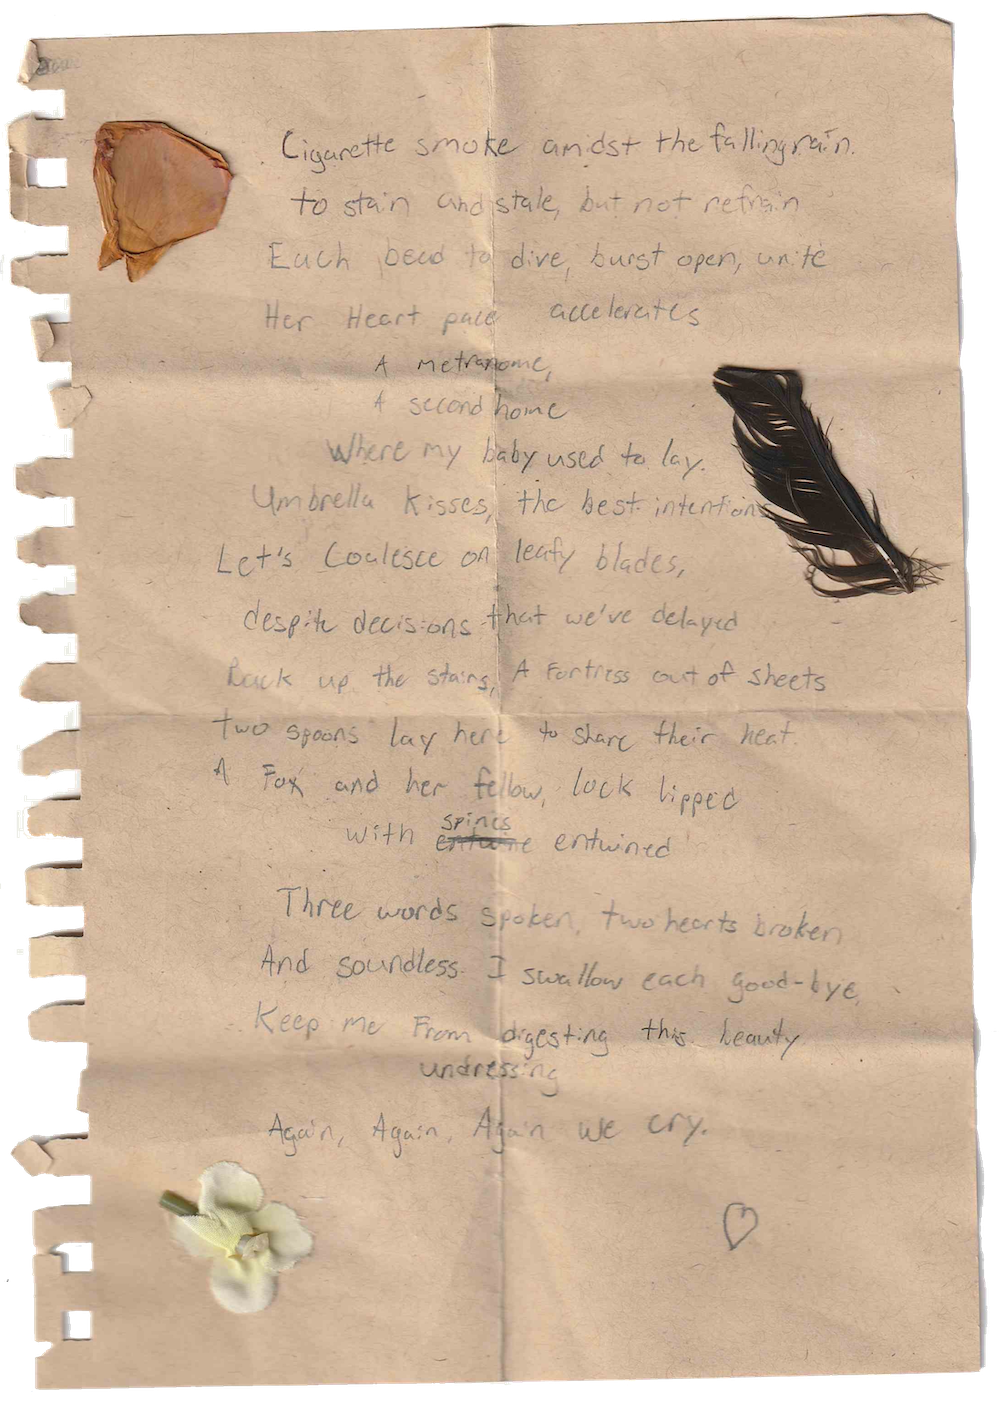 Cigarette smoke amidst the falling rain.
to stain and stale, but not refrain
Each bead to dive, burst open, unite
Her Heart pace accelerates
A metranome,
A second home
Where my baby used to lay.
Umbrella Kisses, the best intention
Let's Coalesce on leafy blades,
despite decisions that we've delayed
Back up the stairs, A Fortress out of sheets
two spoons lay here to share their heat.
A Fox and her fellow, lock lipped
spines
with entwine entwined
Three words spoken, two hearts broken
And soundless I swallow each good-bye,
Keep me From digesting this beauty
undressing
Again, Again, Again we cry.